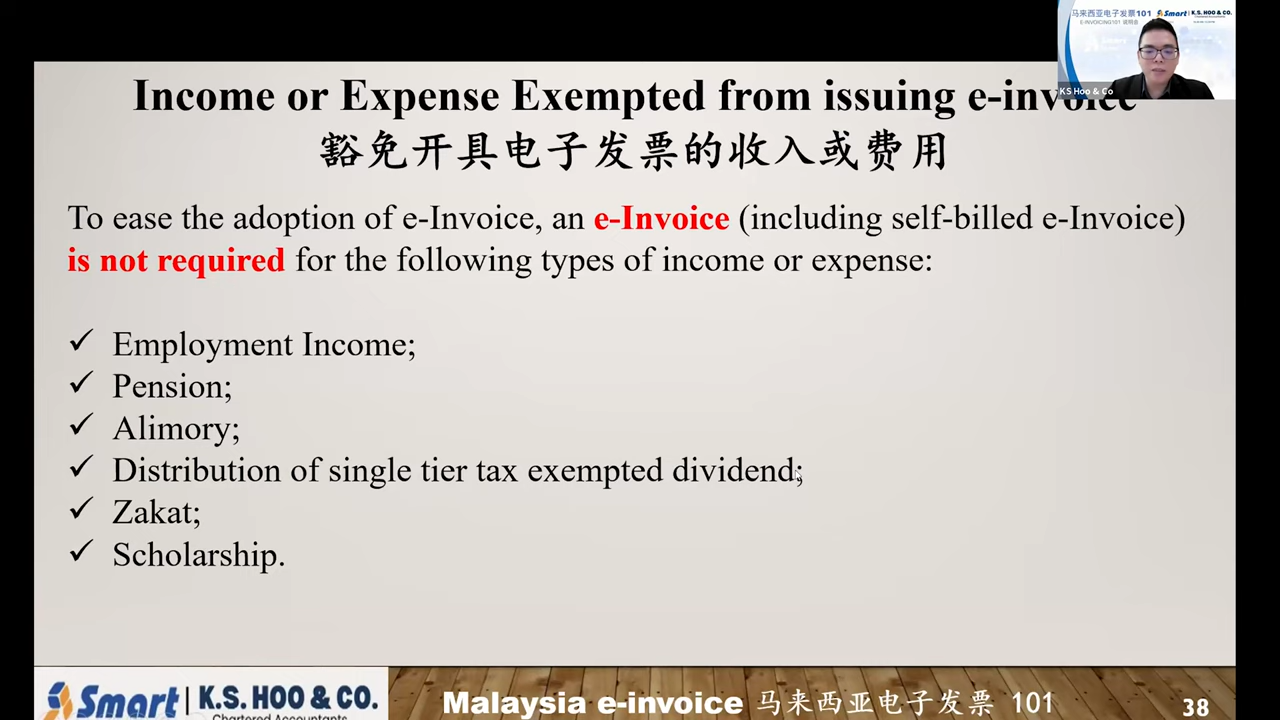 马来西亚电子发票101 Smart | K.S. HOO & CO.
Chartered Accountants
E-INVOICING101 说明会
KS Hoo & Co
Income or Expense Exempted from issuing e-invoice
豁免开具电子发票的收入或费用
To ease the adoption of e-Invoice, an e-Invoice (including self-billed e-Invoice)
is not required for the following types of income or expense:
✓ Employment Income;
✓ Pension;
✓ Alimory;
✓ Distribution of single tier tax exempted dividend;
✓ Zakat;
✓ Scholarship.
Smart | K.S. HOO & CO.
Chartered Accountants
Malaysia e-invoice 马来西亚电子发票 101
38